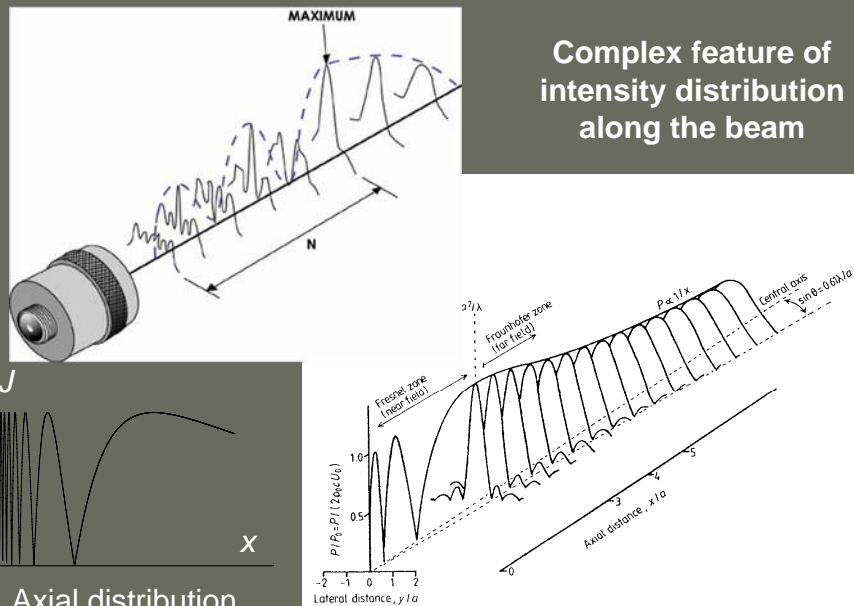 MAXIMUM
N
Complex feature of
intensity distribution
along the beam
J
x
Axial distribution
a²/λ
Fresnel zone
(near field)
Fraunhofer zone
(far field)
P ∝ 1/x
Central axis
sin θ = 0.61λ/a
P/P₀=P/(2ρ₀cU₀)
1.0
0.5
-2 -1 0 1 2
Lateral distance, y/a
0
3
4
5
Axial distance, x/a